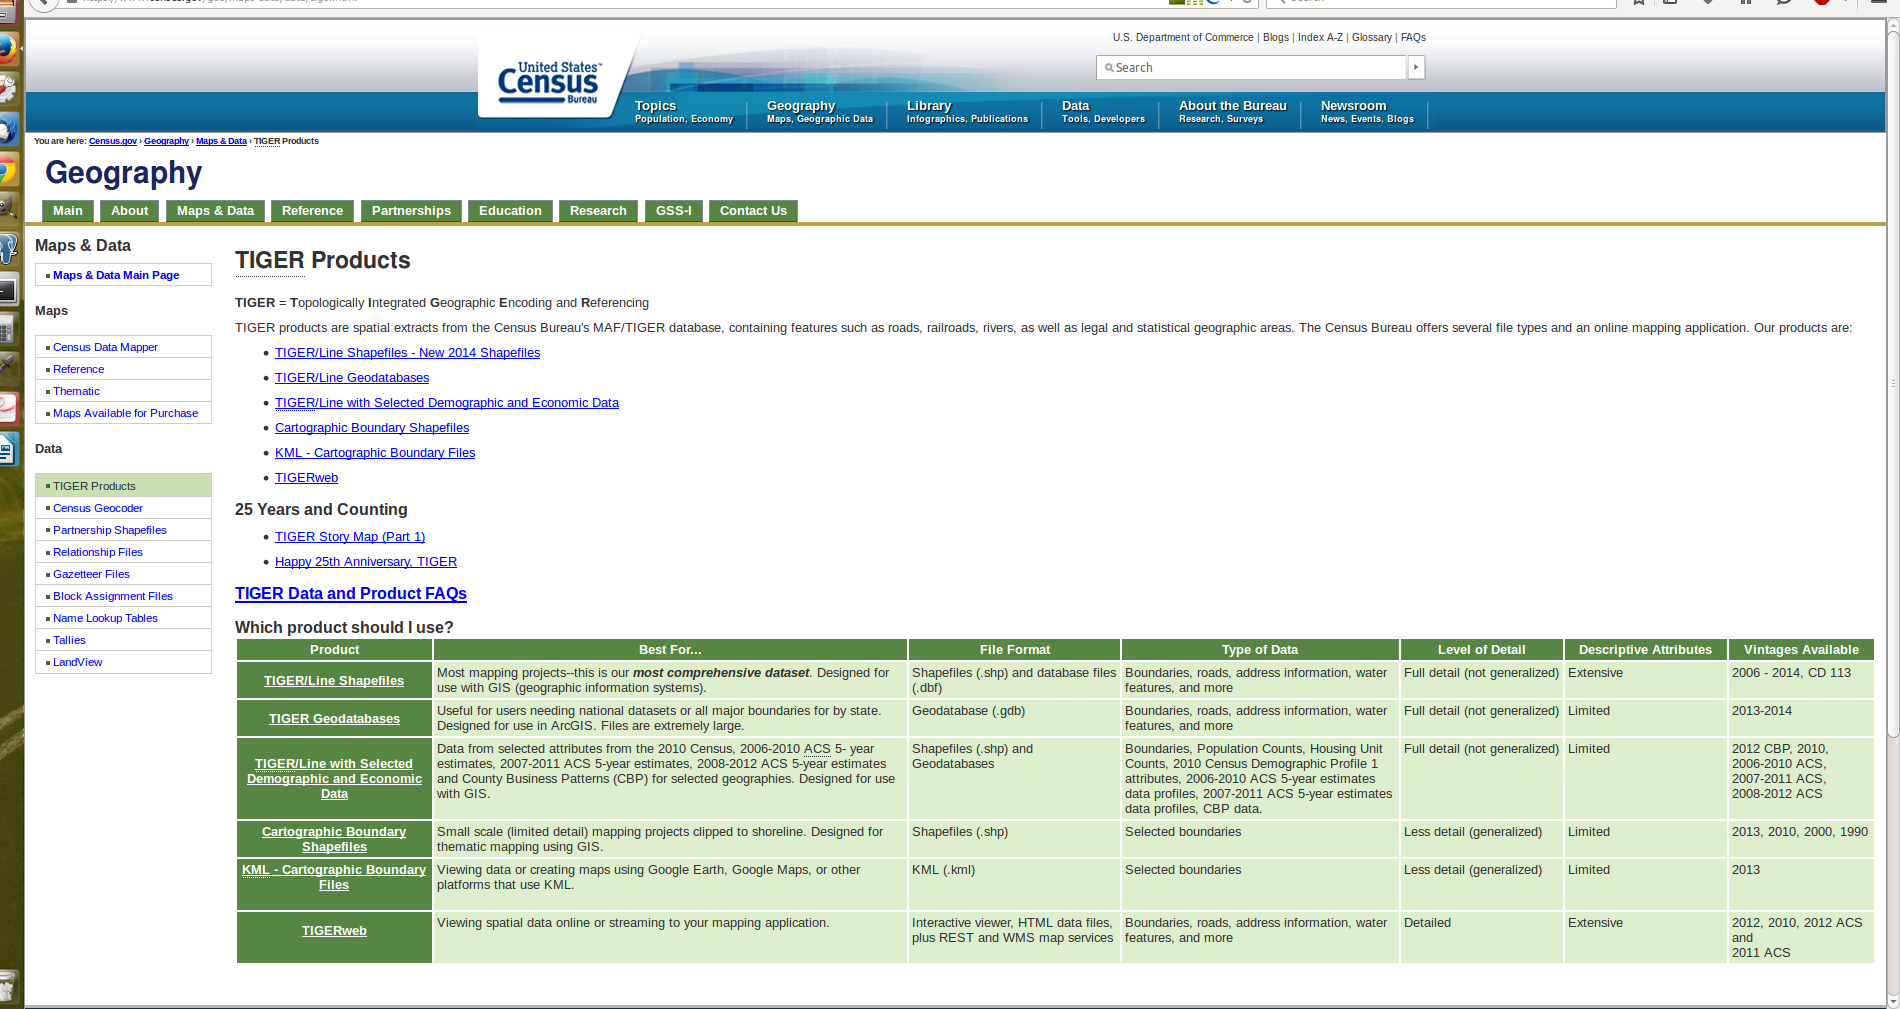 U.S. Department of Commerce | Blogs | Index A-Z | Glossary | FAQs
United States™
Census
Bureau
Search
Topics
Population, Economy
Geography
Maps, Geographic Data
Library
Infographics, Publications
Data
Tools, Developers
About the Bureau
Research, Surveys
Newsroom
News, Events, Blogs
You are here: Census.gov › Geography › Maps & Data › TIGER Products
Geography
Main About Maps & Data Reference Partnerships Education Research GSS-I Contact Us
Maps & Data
Maps & Data Main Page
Maps
Census Data Mapper
Reference
Thematic
Maps Available for Purchase
Data
TIGER Products
Census Geocoder
Partnership Shapefiles
Relationship Files
Gazetteer Files
Block Assignment Files
Name Lookup Tables
Tallies
LandView
TIGER Products
TIGER = Topologically Integrated Geographic Encoding and Referencing
TIGER products are spatial extracts from the Census Bureau's MAF/TIGER database, containing features such as roads, railroads, rivers, as well as legal and statistical geographic areas. The Census Bureau offers several file types and an online mapping application. Our products are:
• TIGER/Line Shapefiles - New 2014 Shapefiles
• TIGER/Line Geodatabases
• TIGER/Line with Selected Demographic and Economic Data
• Cartographic Boundary Shapefiles
• KML - Cartographic Boundary Files
• TIGERweb
25 Years and Counting
• TIGER Story Map (Part 1)
• Happy 25th Anniversary, TIGER
TIGER Data and Product FAQs
Which product should I use?
Product Best For... File Format Type of Data Level of Detail Descriptive Attributes Vintages Available
TIGER/Line Shapefiles
Most mapping projects--this is our most comprehensive dataset. Designed for
use with GIS (geographic information systems).
Shapefiles (.shp) and database files
(.dbf)
Boundaries, roads, address information, water
features, and more
Full detail (not generalized)
Extensive
2006 - 2014, CD 113
TIGER Geodatabases
Useful for users needing national datasets or all major boundaries for by state.
Designed for use in ArcGIS. Files are extremely large.
Geodatabase (.gdb)
Boundaries, roads, address information, water
features, and more
Full detail (not generalized)
Limited
2013-2014
TIGER/Line with Selected
Demographic and Economic
Data
Data from selected attributes from the 2010 Census, 2006-2010 ACS 5- year
estimates, 2007-2011 ACS 5-year estimates, 2008-2012 ACS 5-year estimates
and County Business Patterns (CBP) for selected geographies. Designed for use
with GIS.
Shapefiles (.shp) and
Geodatabases
Boundaries, Population Counts, Housing Unit
Counts, 2010 Census Demographic Profile 1
attributes, 2006-2010 ACS 5-year estimates
data profiles, 2007-2011 ACS 5-year estimates
data profiles, CBP data.
Full detail (not generalized)
Limited
2012 CBP, 2010,
2006-2010 ACS,
2007-2011 ACS,
2008-2012 ACS
Cartographic Boundary
Shapefiles
Small scale (limited detail) mapping projects clipped to shoreline. Designed for
thematic mapping using GIS.
Shapefiles (.shp)
Selected boundaries
Less detail (generalized)
Limited
2013, 2010, 2000, 1990
KML - Cartographic Boundary
Files
Viewing data or creating maps using Google Earth, Google Maps, or other
platforms that use KML.
KML (.kml)
Selected boundaries
Less detail (generalized)
Limited
2013
TIGERweb
Viewing spatial data online or streaming to your mapping application.
Interactive viewer, HTML data files,
plus REST and WMS map services
Boundaries, roads, address information, water
features, and more
Detailed
Extensive
2012, 2010, 2012 ACS
and
2011 ACS